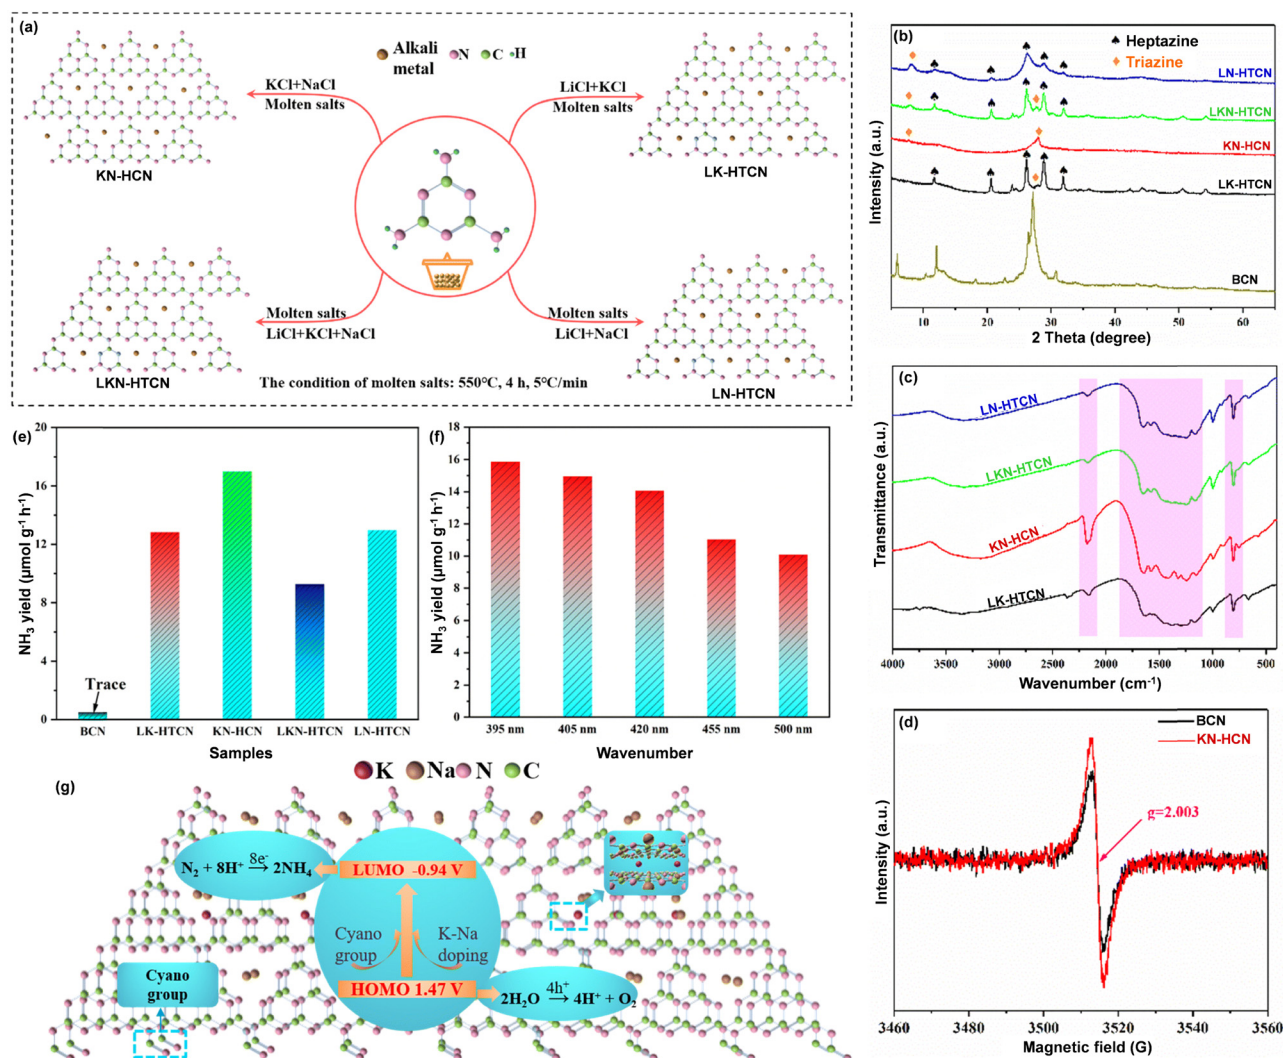 (a)
Alkali metal
N
C
H
KCl+NaCl
Molten salts
LiCl+KCl
Molten salts
KN-HCN
LK-HTCN
Molten salts
LiCl+KCl+NaCl
Molten salts
LiCl+NaCl
LKN-HTCN
The condition of molten salts: 550℃, 4 h, 5℃/min
LN-HTCN
(b)
♠ Heptazine
♦ Triazine
LN-HTCN
LKN-HTCN
KN-HCN
LK-HTCN
BCN
Intensity (a.u.)
10 20 30 40 50 60
2 Theta (degree)
(c)
LN-HTCN
LKN-HTCN
KN-HCN
LK-HTCN
Transmittance (a.u.)
4000 3500 3000 2500 2000 1500 1000 500
Wavenumber (cm⁻¹)
(e)
20
16
12
8
4
0
NH₃ yield (μmol g⁻¹ h⁻¹)
Trace
BCN LK-HTCN KN-HCN LKN-HTCN LN-HTCN
Samples
(f)
18
16
14
12
10
8
6
4
2
0
NH₃ yield (μmol g⁻¹ h⁻¹)
395 nm 405 nm 420 nm 455 nm 500 nm
Wavenumber
(d)
BCN
KN-HCN
g=2.003
Intensity (a.u.)
3460 3480 3500 3520 3540 3560
Magnetic field (G)
(g)
K Na N C
N₂ + 8H⁺ 8e⁻ → 2NH₄
LUMO -0.94 V
Cyano group
K-Na doping
HOMO 1.47 V
2H₂O 4h⁺ → 4H⁺ + O₂
Cyano group